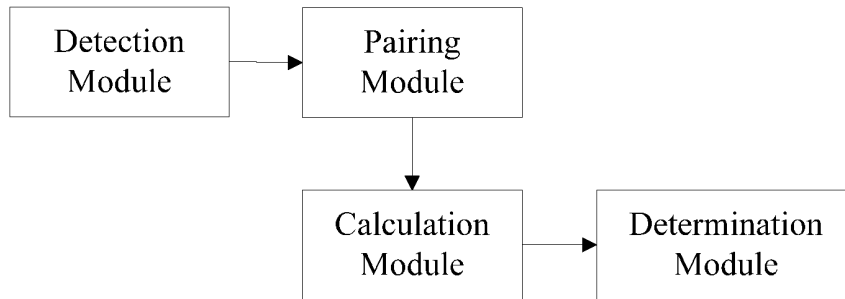 Detection
Module
Pairing
Module
Calculation
Module
Determination
Module